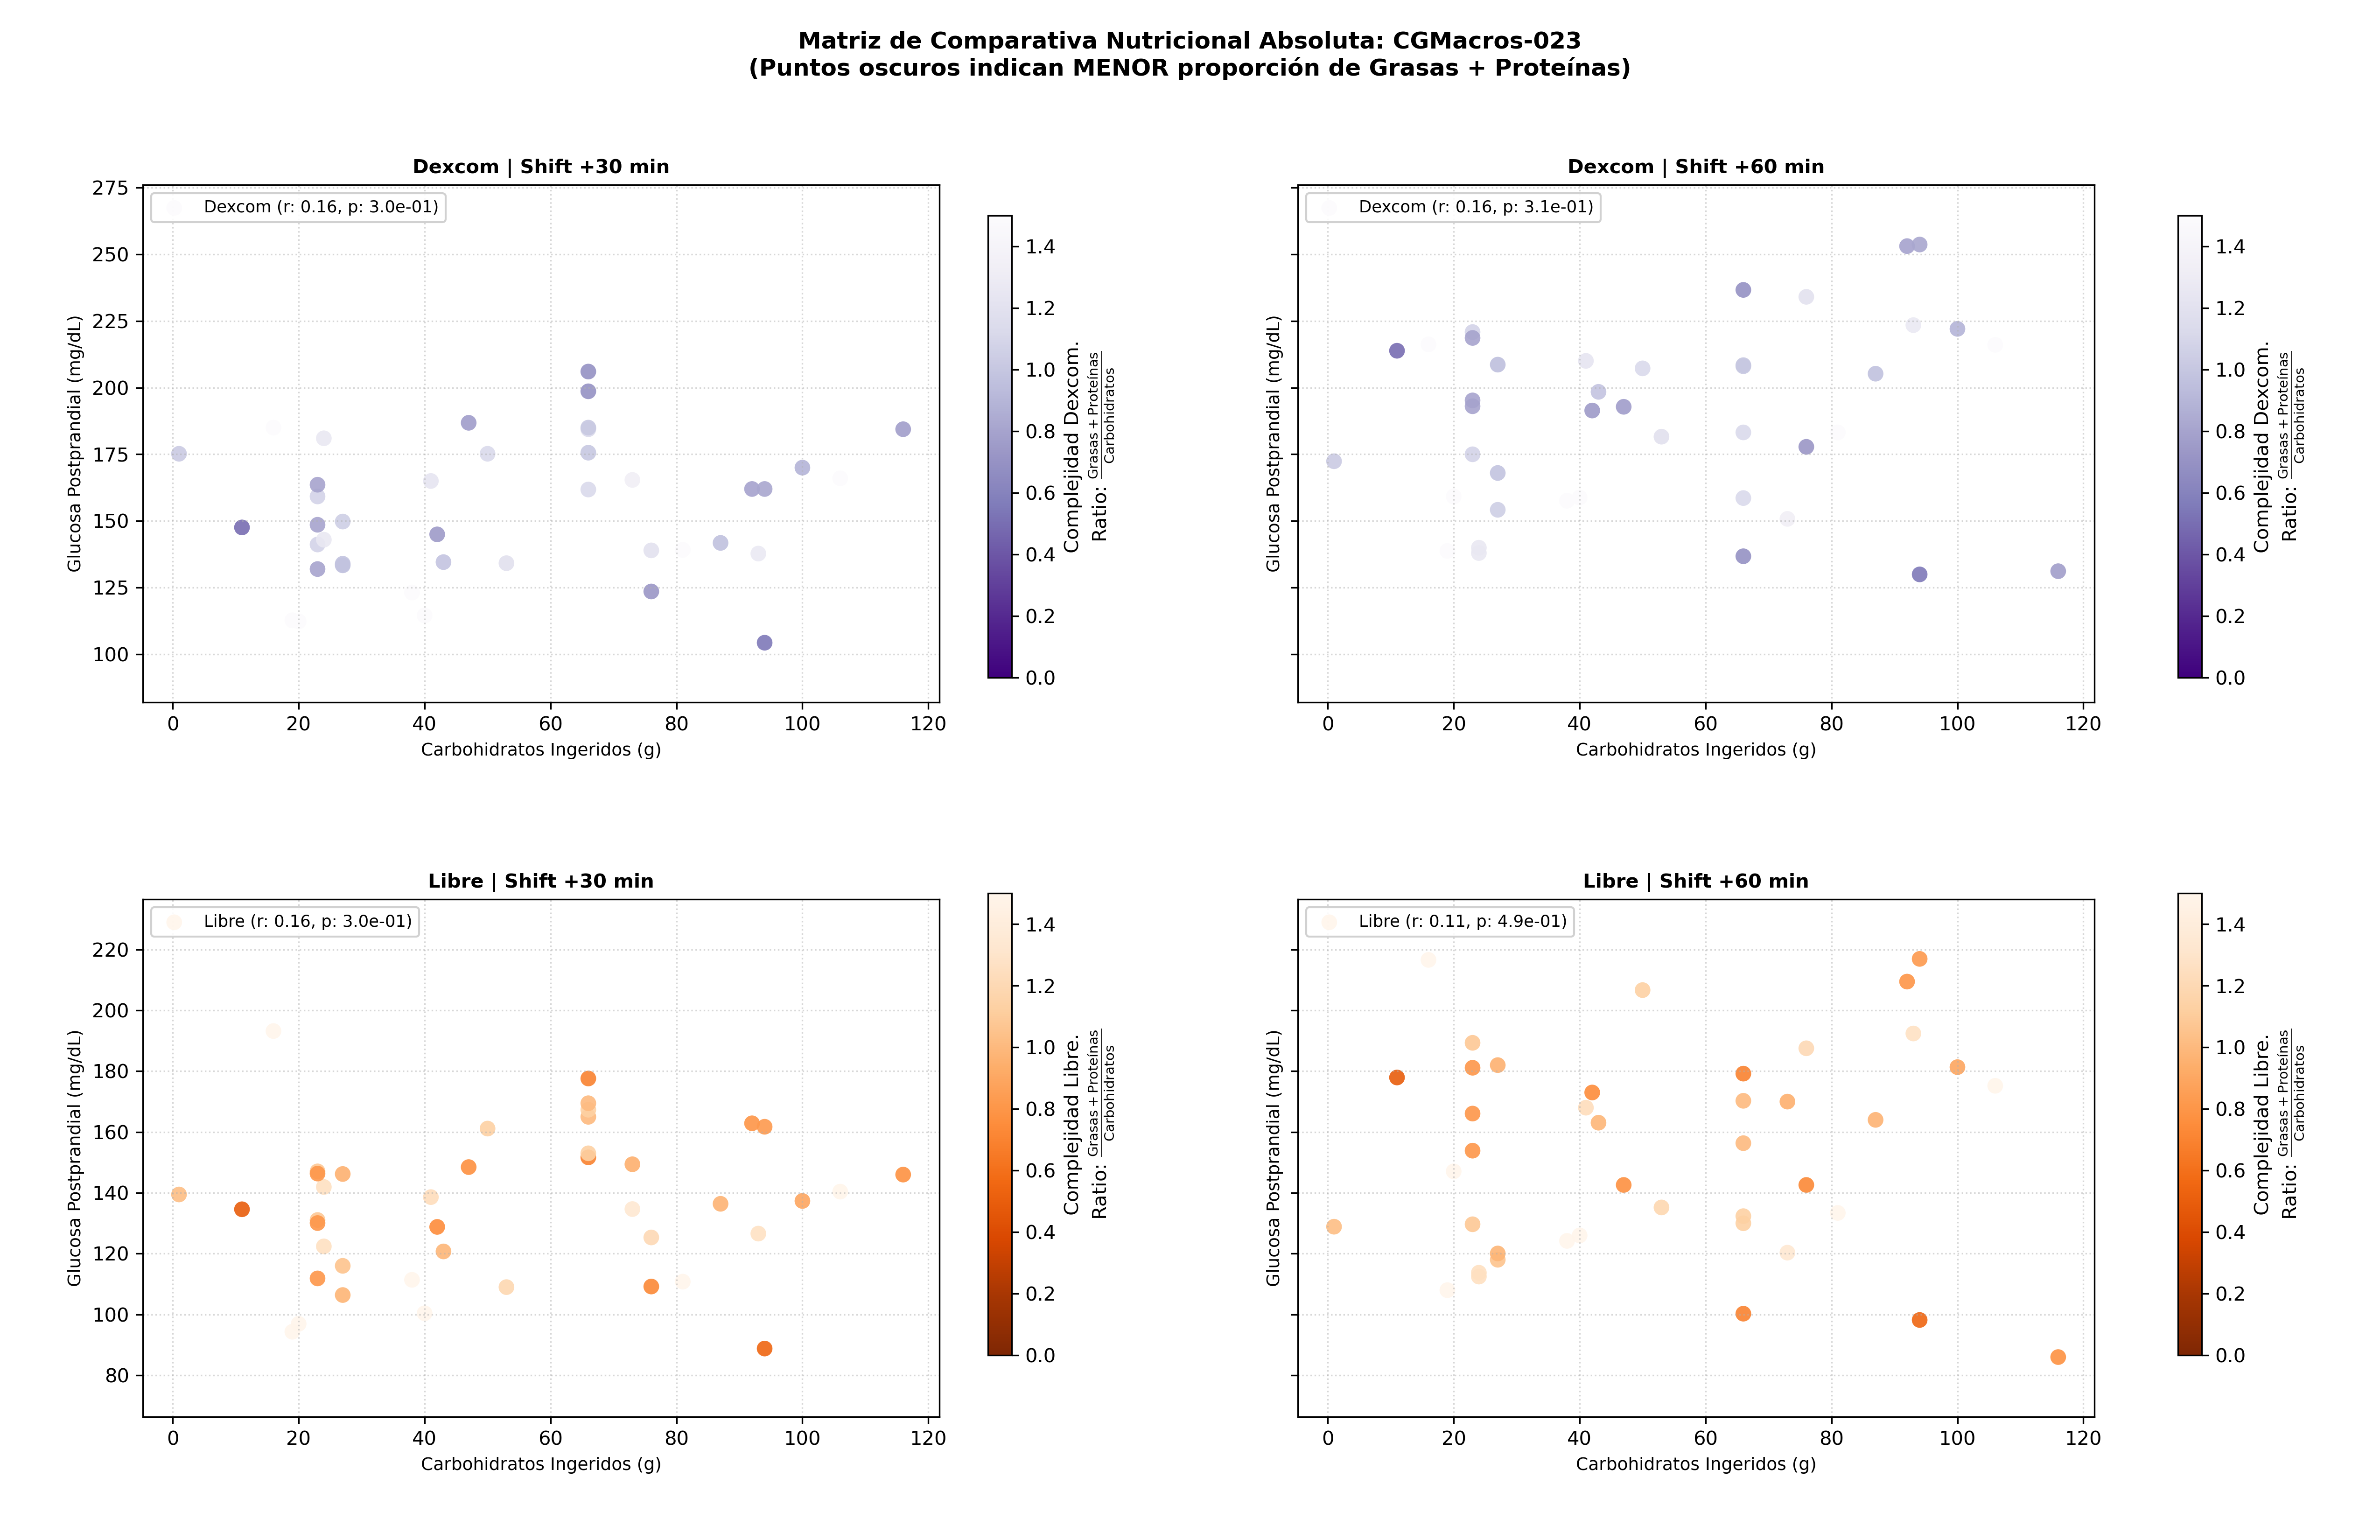 Matriz de Comparativa Nutricional Absoluta: CGMacros-023
(Puntos oscuros indican MENOR proporción de Grasas + Proteínas)
Dexcom | Shift +30 min
Dexcom (r: 0.16, p: 3.0e-01)
Glucosa Postprandial (mg/dL)
275
250
225
200
175
150
125
100
0 20 40 60 80 100 120
Carbohidratos Ingeridos (g)
1.4
1.2
1.0
0.8
0.6
0.4
0.2
0.0
Complejidad Dexcom.
Ratio: Grasas + Proteínas
Carbohidratos
Dexcom | Shift +60 min
Dexcom (r: 0.16, p: 3.1e-01)
Glucosa Postprandial (mg/dL)
0 20 40 60 80 100 120
Carbohidratos Ingeridos (g)
1.4
1.2
1.0
0.8
0.6
0.4
0.2
0.0
Complejidad Dexcom.
Ratio: Grasas + Proteínas
Carbohidratos
Libre | Shift +30 min
Libre (r: 0.16, p: 3.0e-01)
Glucosa Postprandial (mg/dL)
220
200
180
160
140
120
100
80
0 20 40 60 80 100 120
Carbohidratos Ingeridos (g)
1.4
1.2
1.0
0.8
0.6
0.4
0.2
0.0
Complejidad Libre.
Ratio: Grasas + Proteínas
Carbohidratos
Libre | Shift +60 min
Libre (r: 0.11, p: 4.9e-01)
Glucosa Postprandial (mg/dL)
0 20 40 60 80 100 120
Carbohidratos Ingeridos (g)
1.4
1.2
1.0
0.8
0.6
0.4
0.2
0.0
Complejidad Libre.
Ratio: Grasas + Proteínas
Carbohidratos